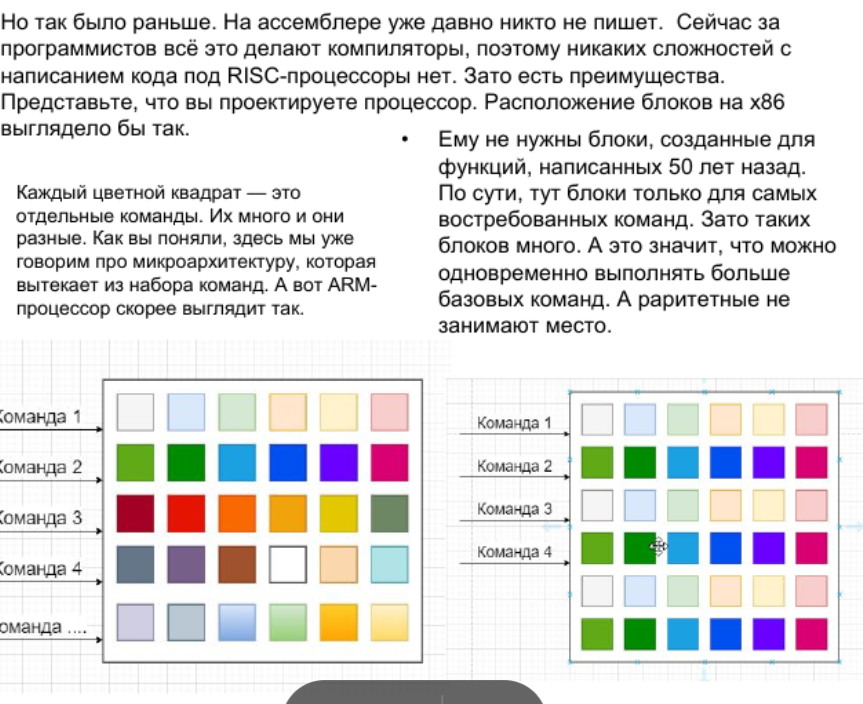 Но так было раньше. На ассемблере уже давно никто не пишет.  Сейчас за
программистов всё это делают компиляторы, поэтому никаких сложностей с
написанием кода под RISC-процессоры нет. Зато есть преимущества.
Представьте, что вы проектируете процессор. Расположение блоков на x86
выглядело бы так.
Каждый цветной квадрат — это
отдельные команды. Их много и они
разные. Как вы поняли, здесь мы уже
говорим про микроархитектуру, которая
вытекает из набора команд. А вот ARM-
процессор скорее выглядит так.
• Ему не нужны блоки, созданные для
функций, написанных 50 лет назад.
По сути, тут блоки только для самых
востребованных команд. Зато таких
блоков много. А это значит, что можно
одновременно выполнять больше
базовых команд. А раритетные не
занимают место.
Команда 1
Команда 2
Команда 3
Команда 4
оманда ....
Команда 1
Команда 2
Команда 3
Команда 4